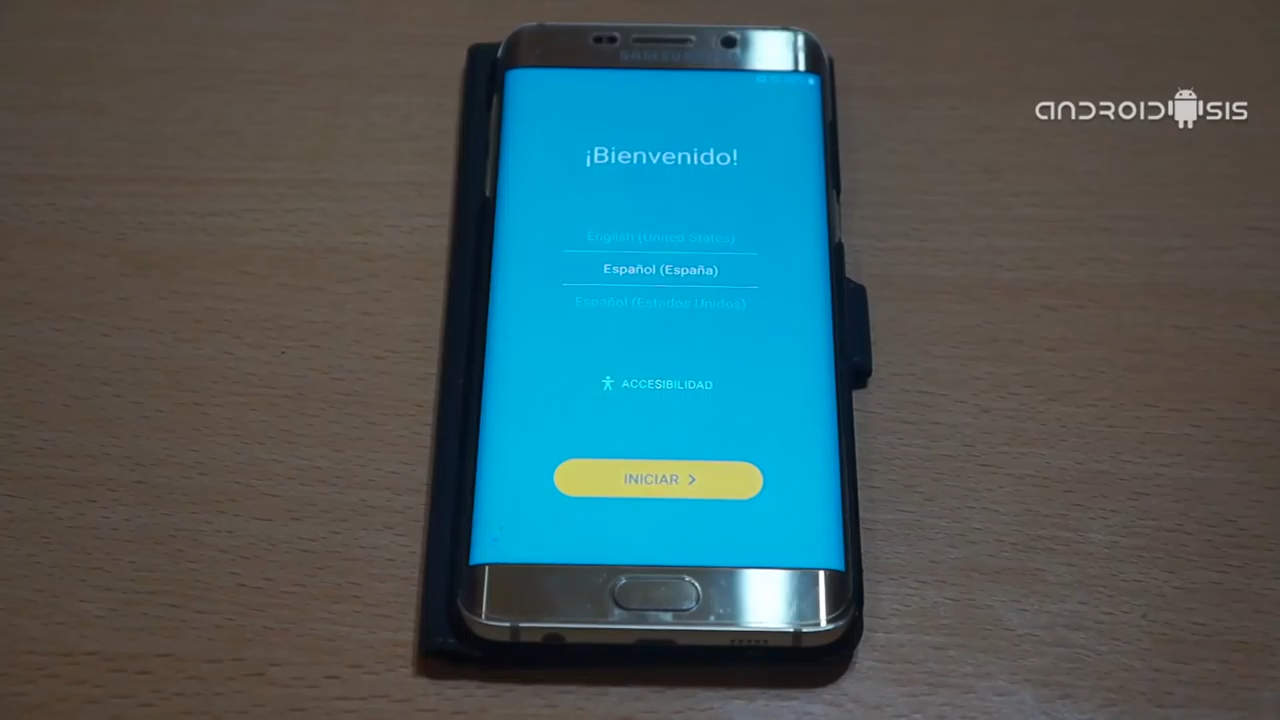 SAMSUNG
ANDROIDSIS
¡Bienvenido!
English (United States)
Español (España)
Español (Estados Unidos)
ACCESIBILIDAD
INICIAR >